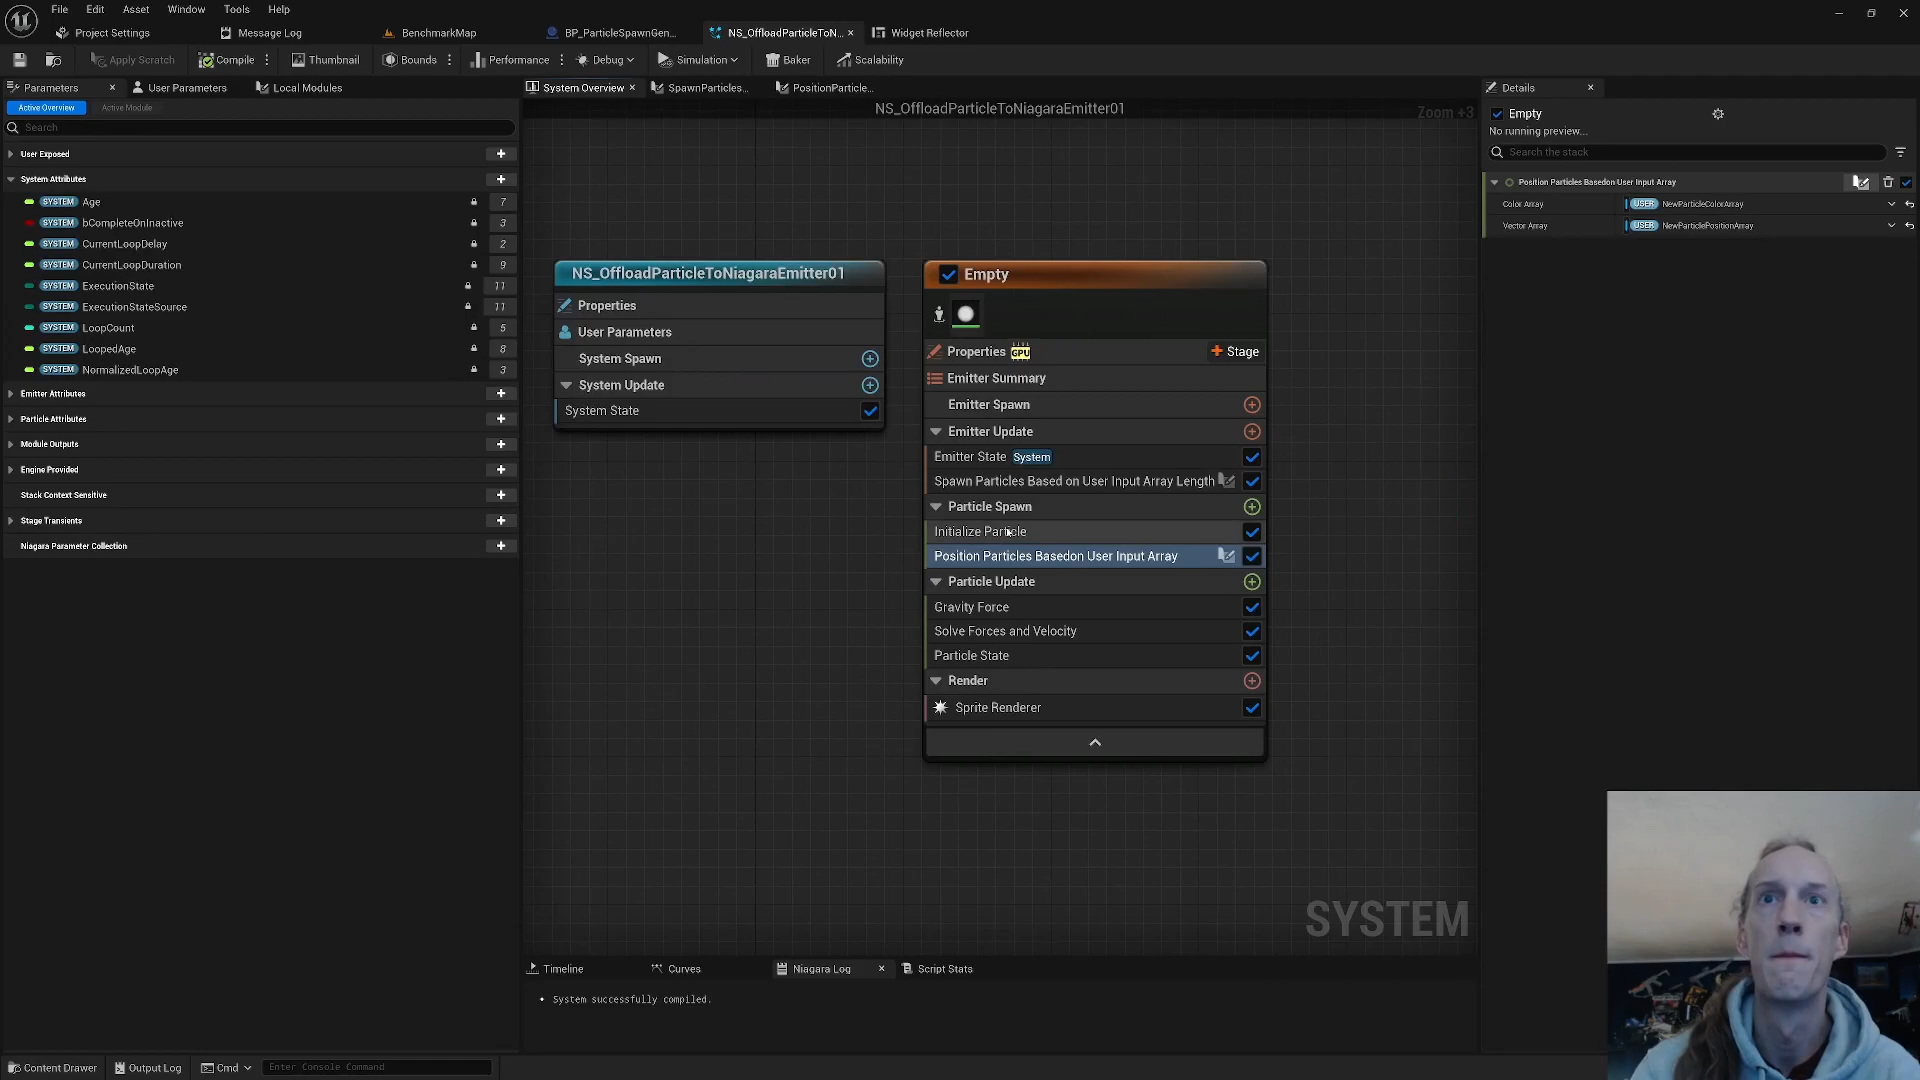 File Edit Asset Window Tools Help
Project Settings Message Log BenchmarkMap BP_ParticleSpawnGen... NS_OffloadParticleToN... Widget Reflector
Apply Scratch Compile Thumbnail Bounds Performance Debug Simulation Baker Scalability
Parameters User Parameters Local Modules System Overview SpawnParticles... PositionParticle... Details
Active Overview Active Module NS_OffloadParticleToNiagaraEmitter01 Zoom +3 Empty
Search No running preview...
User Exposed Search the stack
System Attributes Position Particles Basedon User Input Array
SYSTEM Age 7 Color Array USER NewParticleColorArray
SYSTEM bCompleteOnInactive 3 Vector Array USER NewParticlePositionArray
SYSTEM CurrentLoopDelay 2
SYSTEM CurrentLoopDuration 9
SYSTEM ExecutionState 11
SYSTEM ExecutionStateSource 11
SYSTEM LoopCount 5
SYSTEM LoopedAge 8
SYSTEM NormalizedLoopAge 3
Emitter Attributes
Particle Attributes
Module Outputs
Engine Provided
Stack Context Sensitive
Stage Transients
Niagara Parameter Collection
NS_OffloadParticleToNiagaraEmitter01
Properties
User Parameters
System Spawn
System Update
System State
Empty
Properties GPU Stage
Emitter Summary
Emitter Spawn
Emitter Update
Emitter State System
Spawn Particles Based on User Input Array Length
Particle Spawn
Initialize Particle
Position Particles Basedon User Input Array
Particle Update
Gravity Force
Solve Forces and Velocity
Particle State
Render
Sprite Renderer
SYSTEM
Timeline Curves Niagara Log Script Stats
System successfully compiled.
Content Drawer Output Log Cmd Enter Console Command